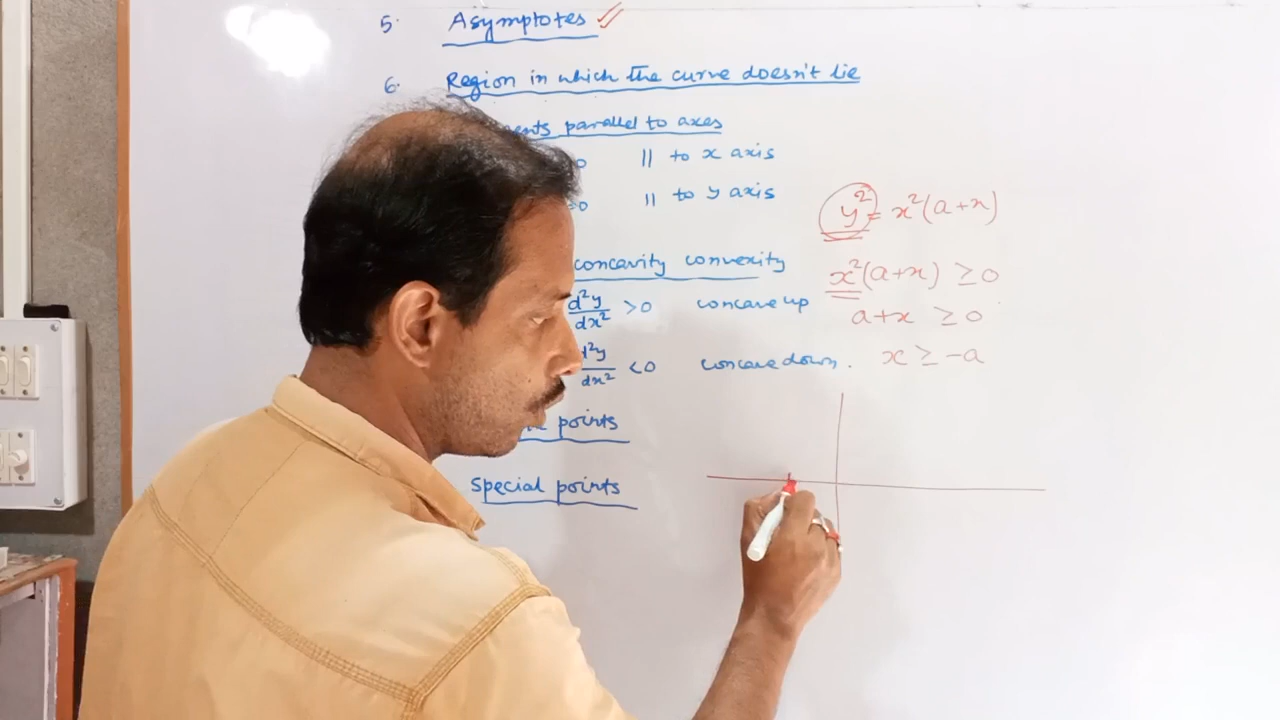 5. Asymptotes
6. Region in which the curve doesn't lie
parallel to axes
|| to x axis
|| to y axis
concavity convexity
d²y/dx² > 0 concave up
d²y/dx² < 0 concave down.
points
Special points
y² = x²(a+x)
x²(a+x) ≥ 0
a+x ≥ 0
x ≥ -a